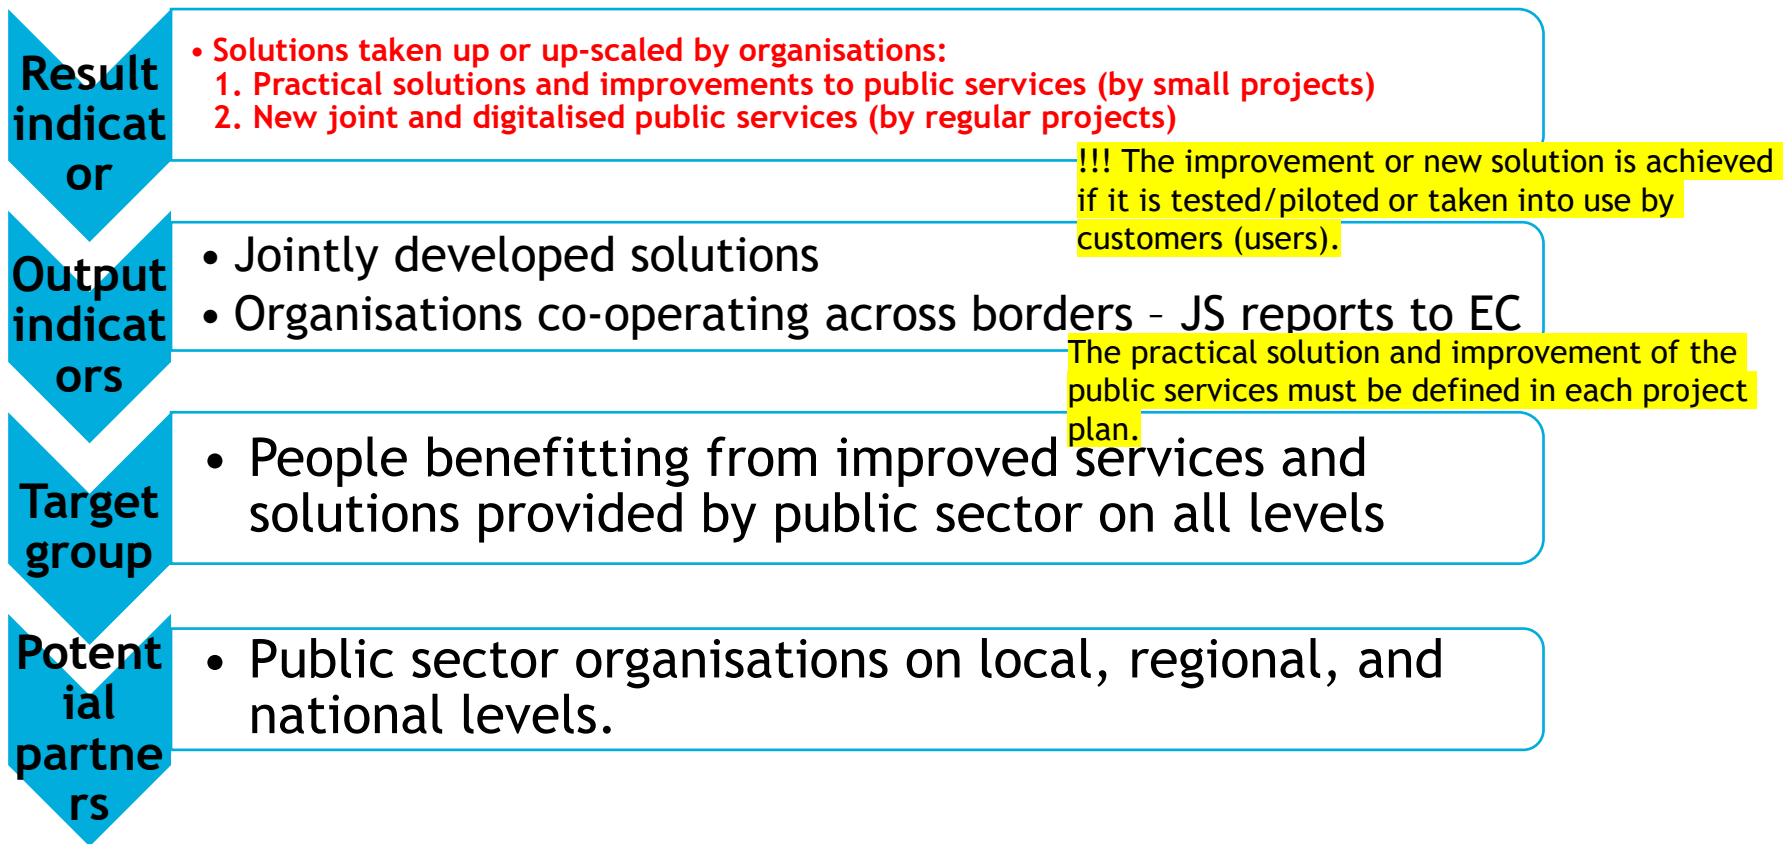 Result
indicat
or
• Solutions taken up or up-scaled by organisations:
1. Practical solutions and improvements to public services (by small projects)
2. New joint and digitalised public services (by regular projects)
!!! The improvement or new solution is achieved
if it is tested/piloted or taken into use by
customers (users).
Output
indicat
ors
• Jointly developed solutions
• Organisations co-operating across borders – JS reports to EC
The practical solution and improvement of the
public services must be defined in each project
plan.
Target
group
• People benefitting from improved services and
solutions provided by public sector on all levels
Potent
ial
partne
rs
• Public sector organisations on local, regional, and
national levels.